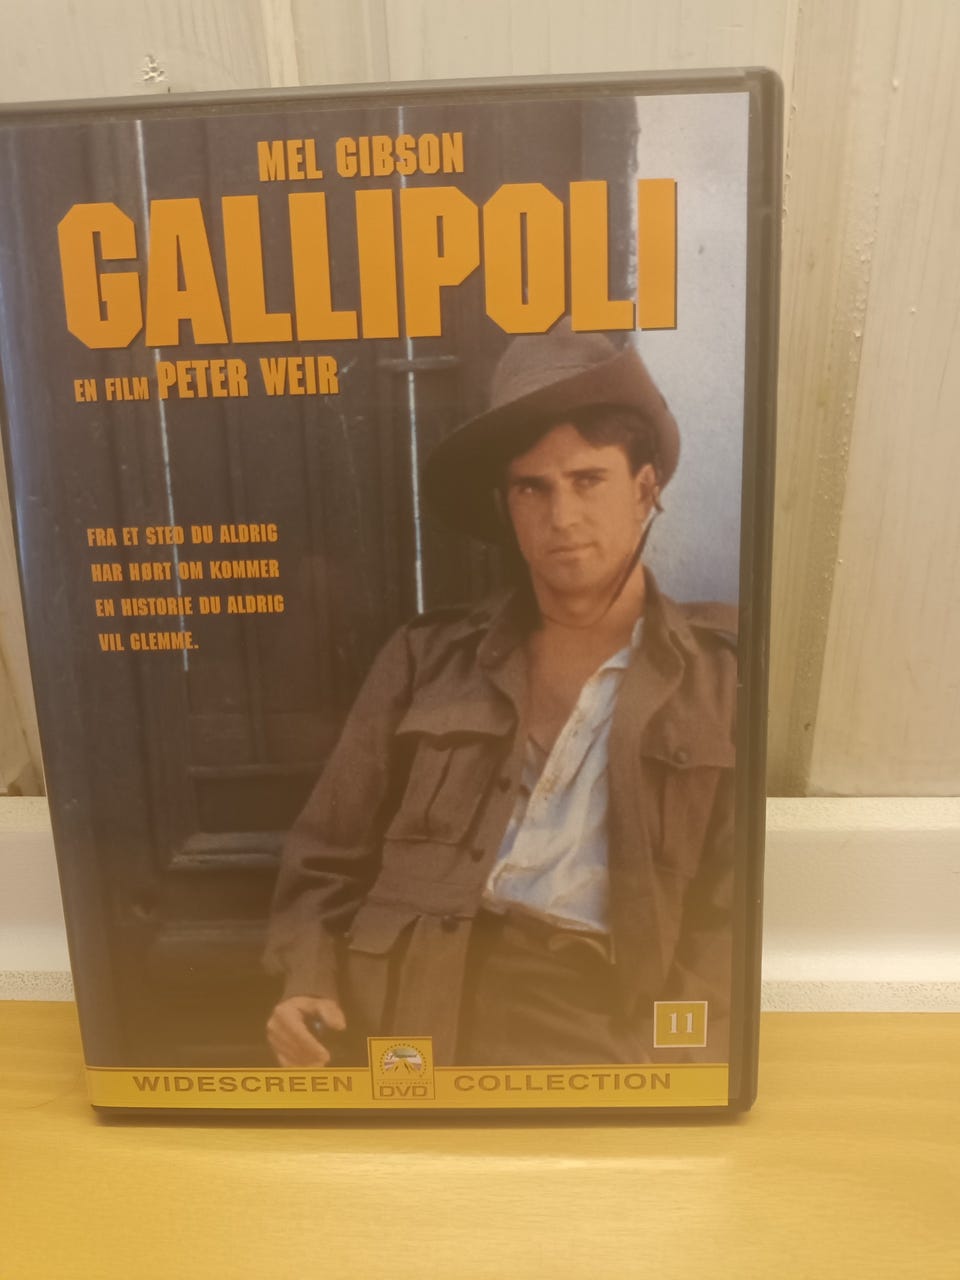 MEL GIBSON
GALLIPOLI
EN FILM PETER WEIR
FRA ET STED DU ALDRIG
HAR HØRT OM KOMMER
EN HISTORIE DU ALDRIG
VIL GLEMME.
11
WIDESCREEN DVD COLLECTION